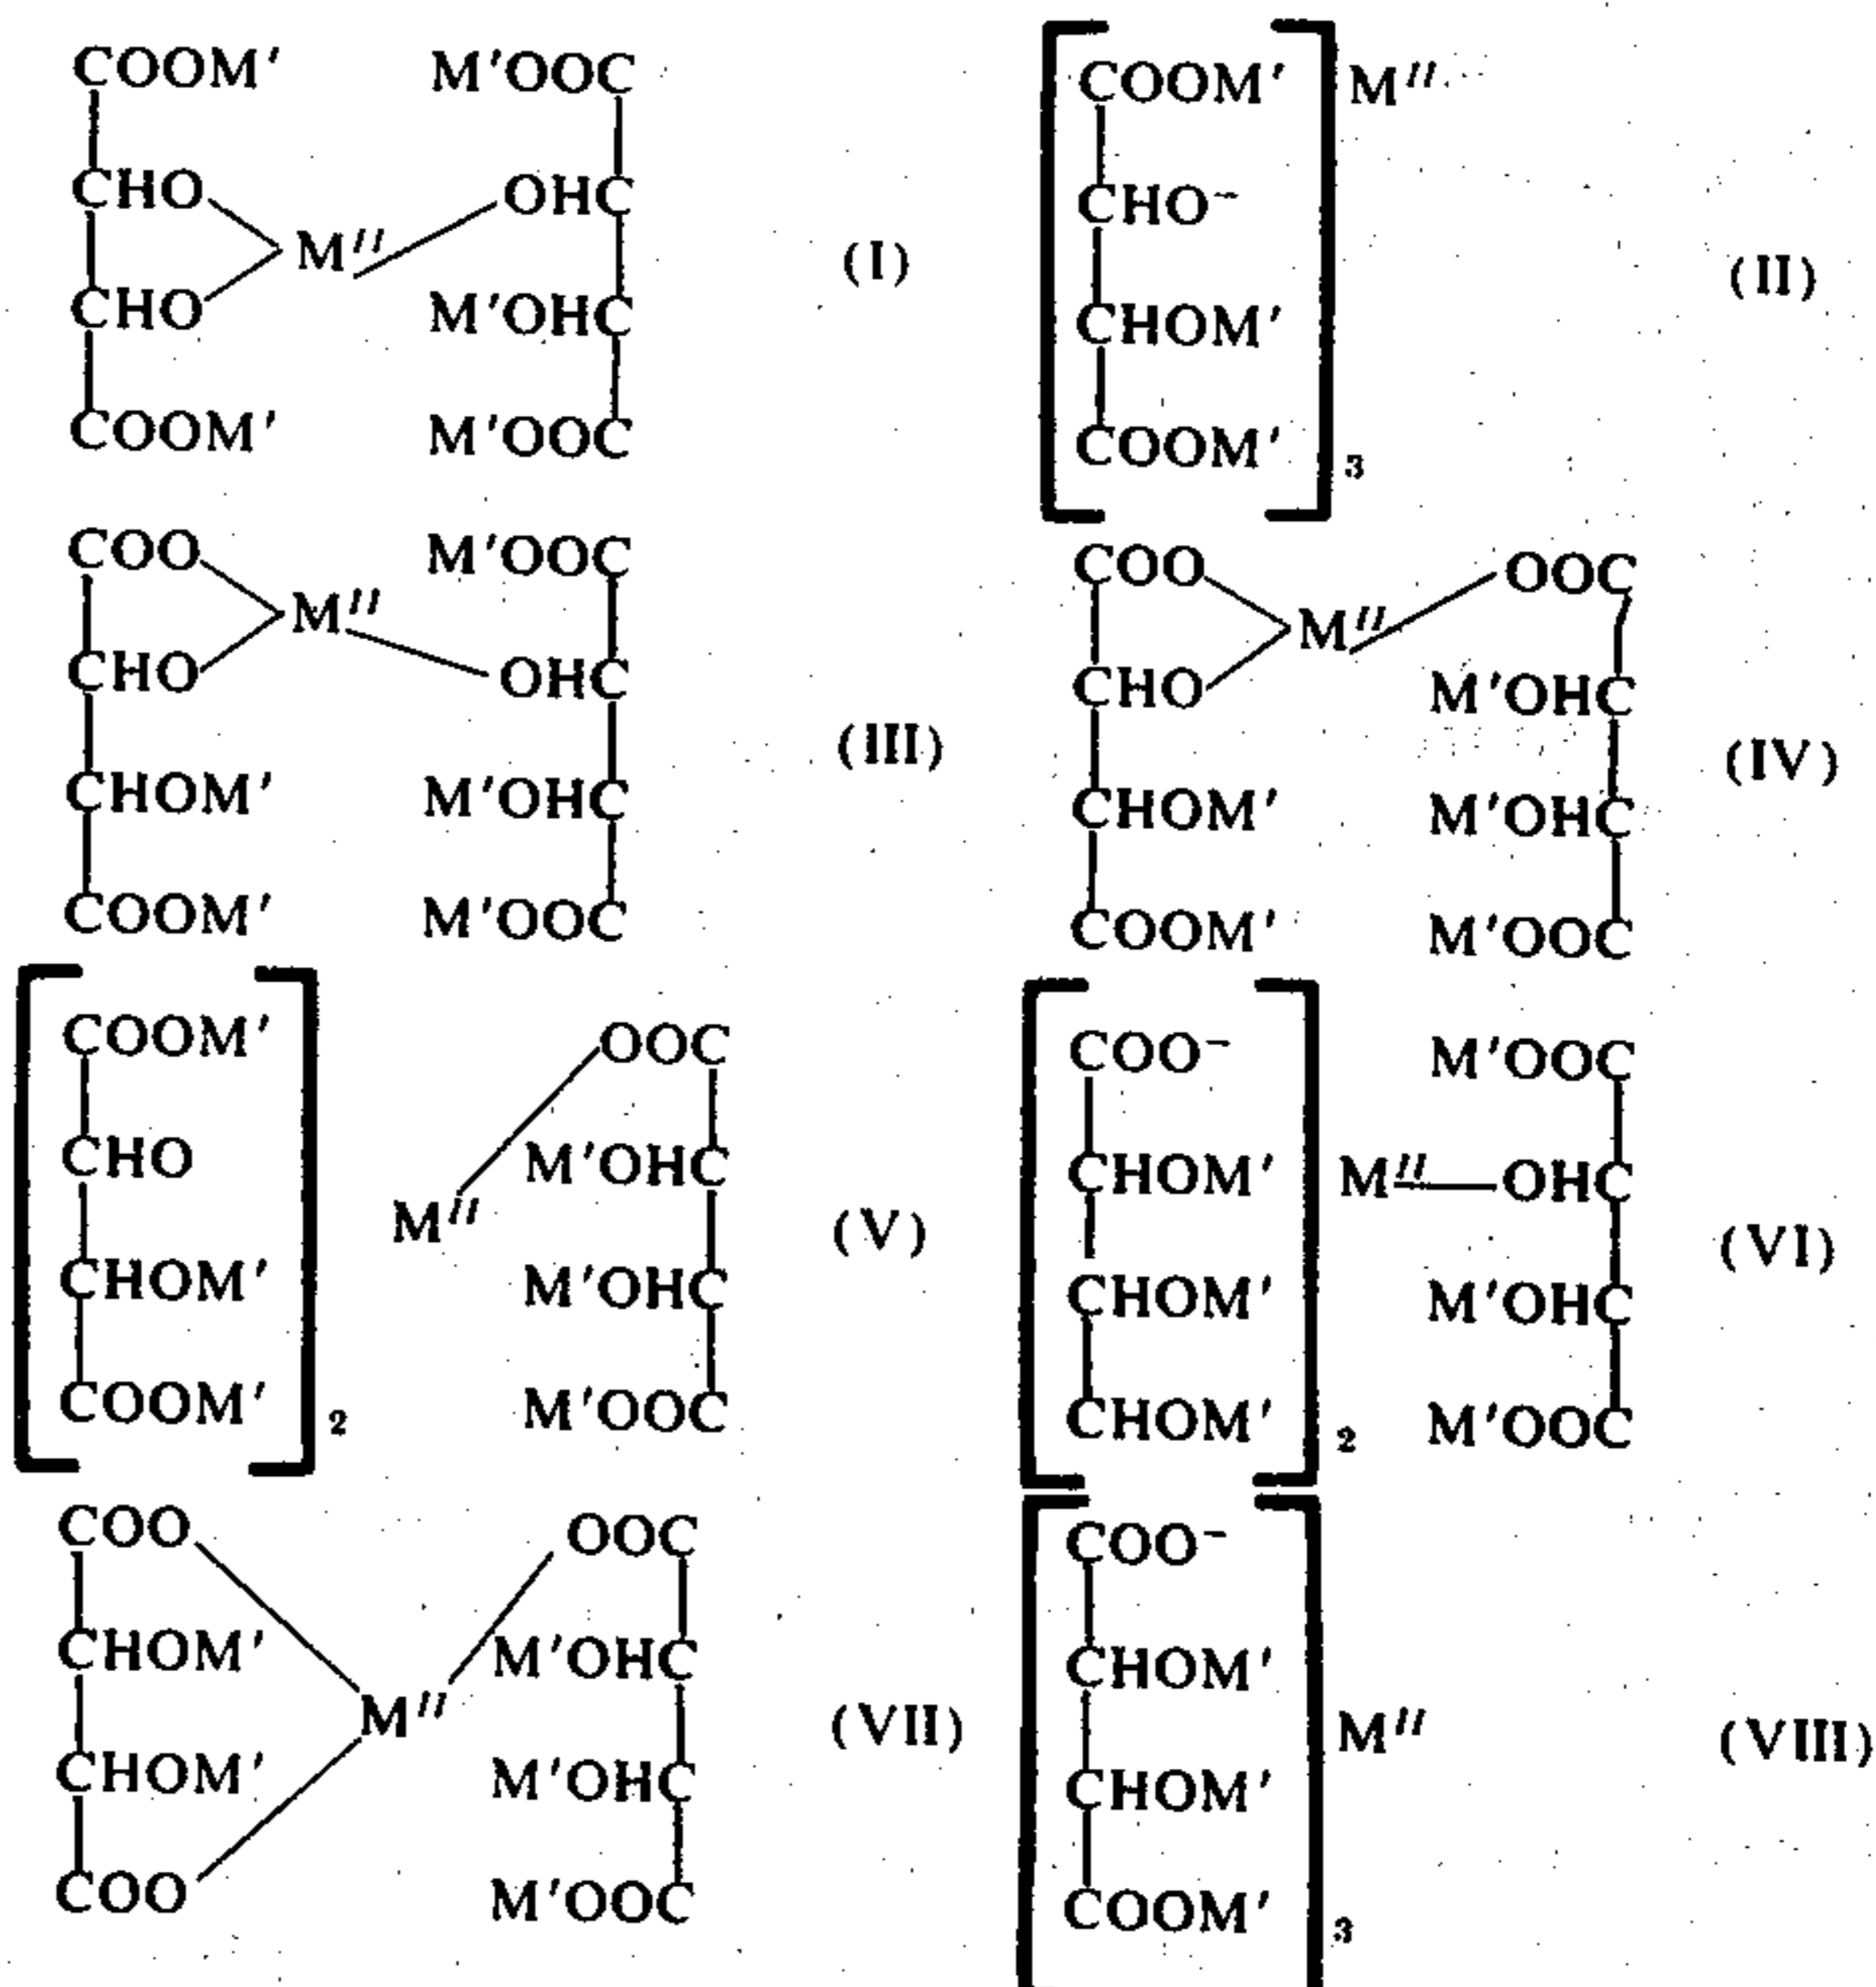 COOM′ M′OOC
CHO OHC
M″
CHO M′OHC
COOM′ M′OOC
(I)
COOM′
CHO⁻
CHOM′
COOM′
3
M″
(II)
COO M′OOC
M″
CHO OHC
CHOM′ M′OHC
COOM′ M′OOC
(III)
COO OOC
M″
CHO M′OHC
CHOM′ M′OHC
COOM′ M′OOC
(IV)
COOM′ OOC
CHO M′OHC
M″
CHOM′ M′OHC
COOM′ M′OOC
2
(V)
COO⁻ M′OOC
CHOM′ M″ OHC
CHOM′ M′OHC
CHOM′ M′OOC
2
(VI)
COO OOC
CHOM′ M′OHC
M″
CHOM′ M′OHC
COO M′OOC
(VII)
COO⁻
CHOM′
M″
CHOM′
COOM′
3
(VIII)